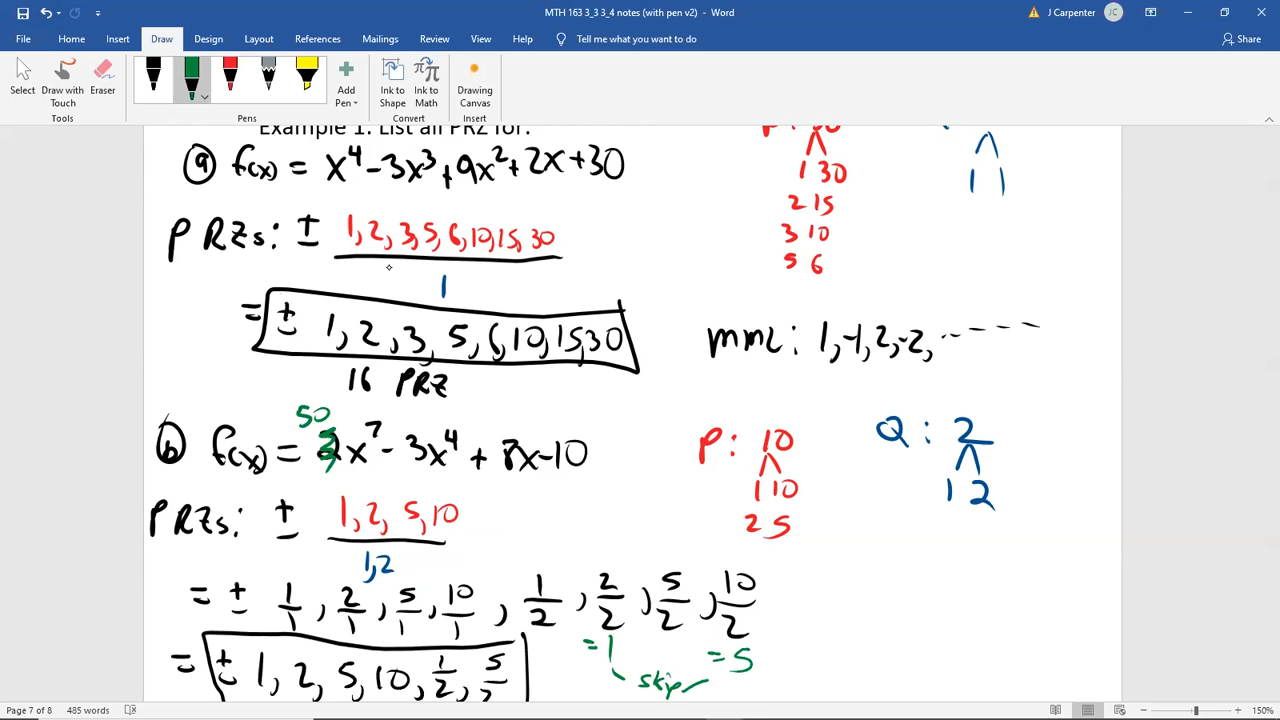 MTH 163 3_3 3_4 notes (with pen v2) - Word
J Carpenter JC
File Home Insert Draw Design Layout References Mailings Review View Help Tell me what you want to do Share
Select Draw with Touch Eraser Add Pen Ink to Shape Ink to Math Drawing Canvas
Tools Pens Convert Insert
Example 1: List all PRZ for:
a f(x) = x⁴ - 3x³ + 9x² + 2x + 30
1 30
2 15
3 10
5 6
1 1
PRZs: ± 1, 2, 3, 5, 6, 10, 15, 30
1
= ± 1, 2, 3, 5, 6, 10, 15, 30
16 PRZ
mml: 1, -1, 2, -2, ------
50
b f(x) = x⁷ - 3x⁴ + 8x - 10
P: 10
1 10
2 5
Q: 2
1 2
PRZs: ± 1, 2, 5, 10
1, 2
= ± 1/1, 2/1, 5/1, 10/1, 1/2, 2/2, 5/2, 10/2
=1 =5
skip
= ± 1, 2, 5, 10, 1/2, 5/2
Page 7 of 8 485 words 150%